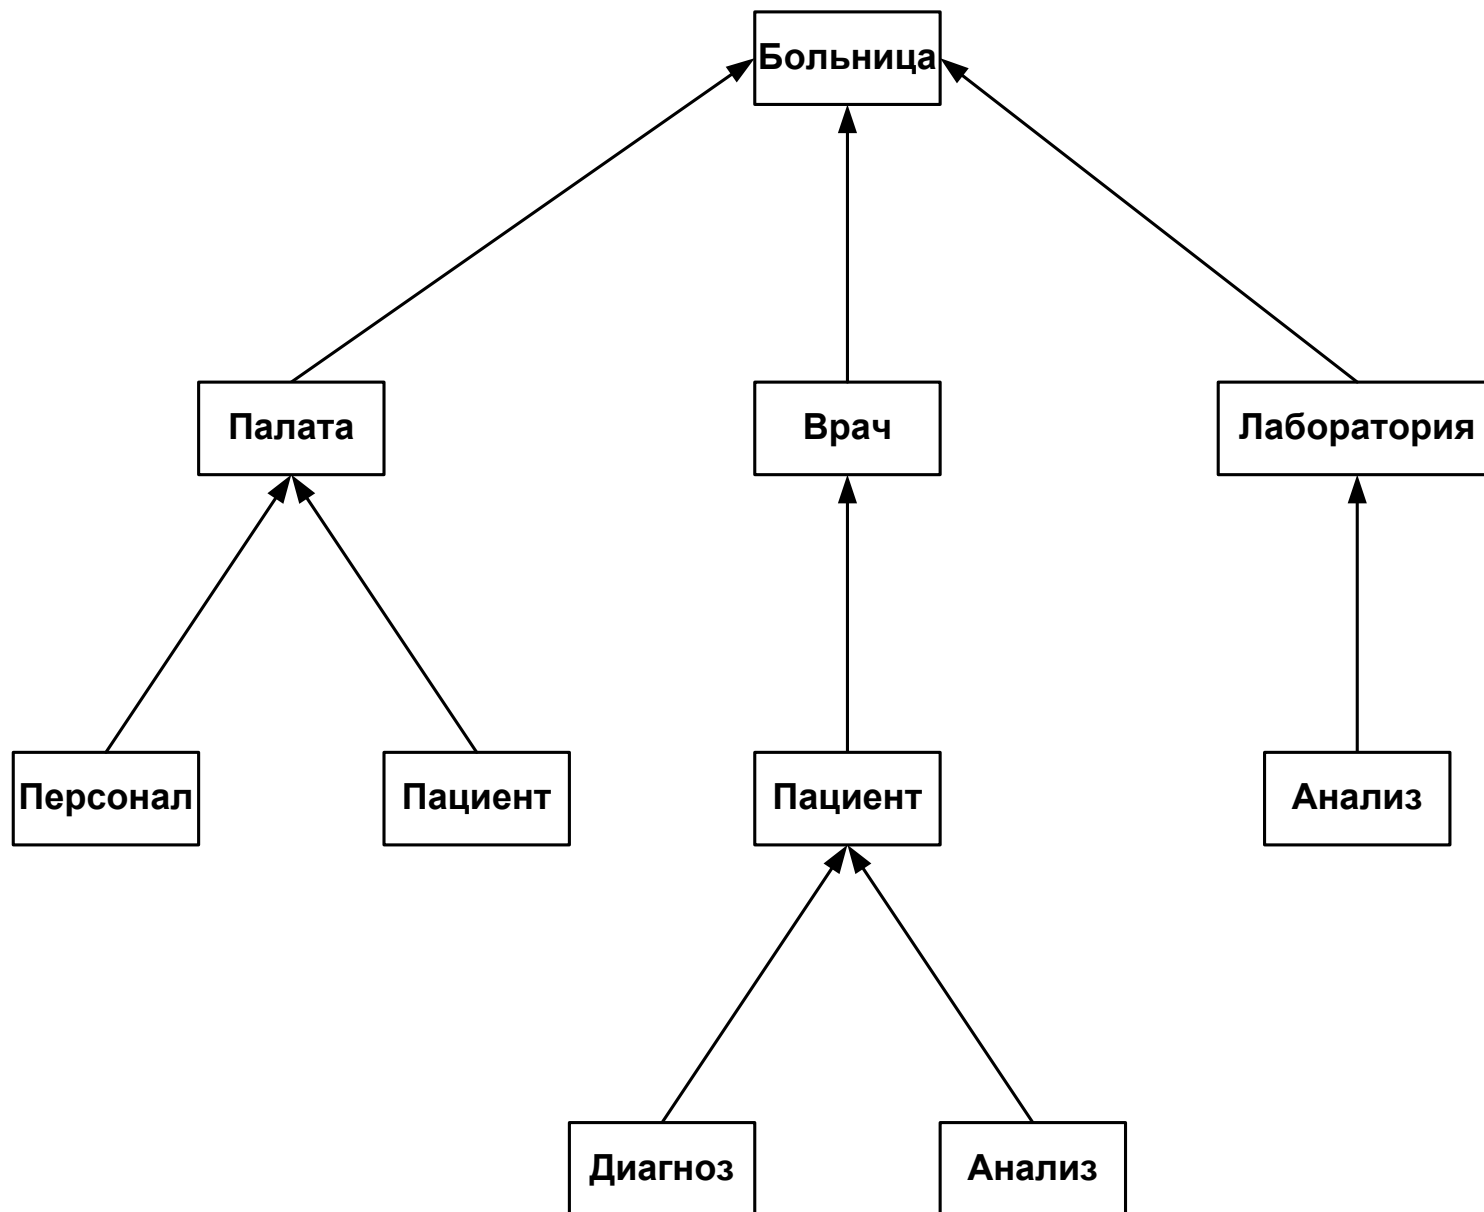 Больница
Палата
Врач
Лаборатория
Персонал
Пациент
Пациент
Анализ
Диагноз
Анализ